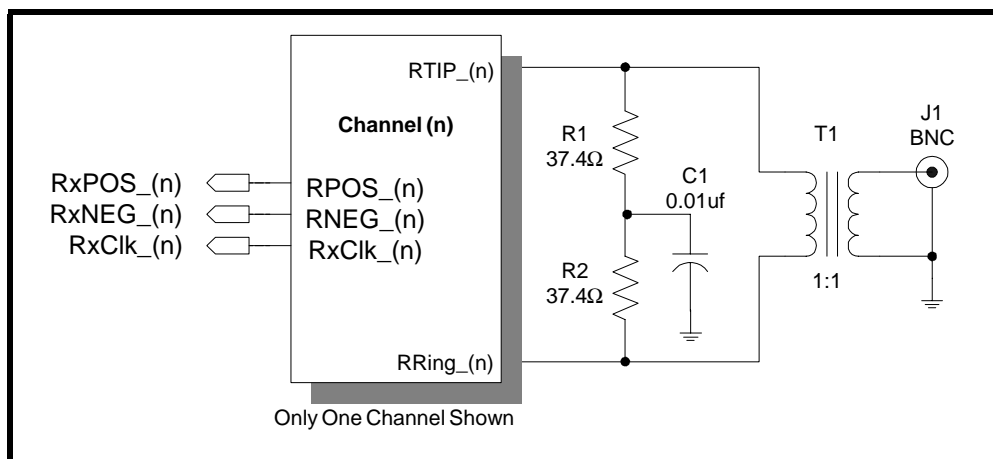 RTIP_(n)
Channel (n)
RxPOS_(n)
RxNEG_(n)
RxClk_(n)
RPOS_(n)
RNEG_(n)
RxClk_(n)
RRing_(n)
R1
37.4Ω
C1
0.01uf
R2
37.4Ω
T1
1:1
J1
BNC
Only One Channel Shown